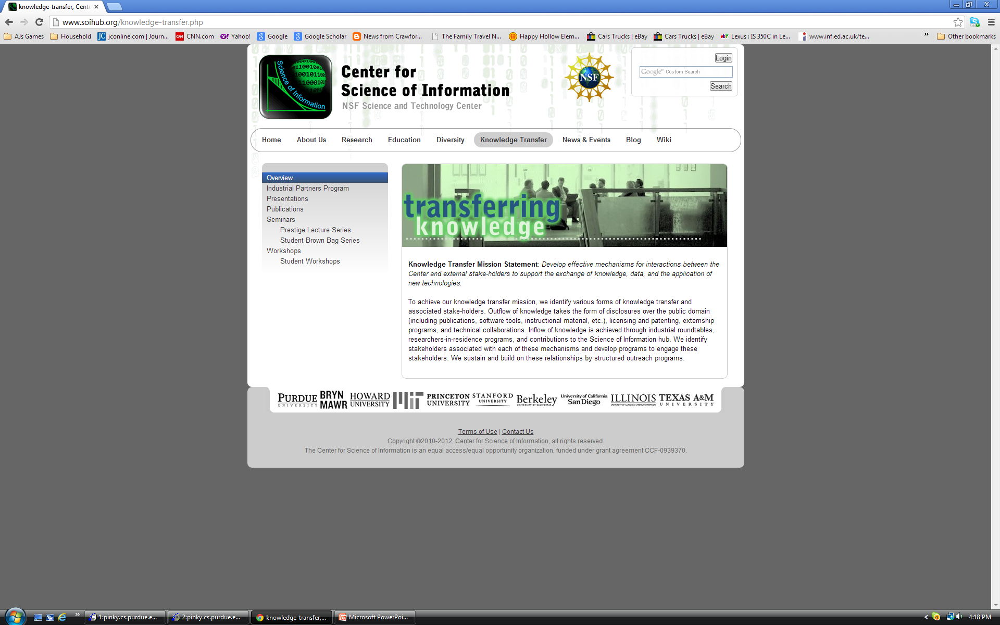 knowledge-transfer, Cent
www.soihub.org/knowledge-transfer.php
AJs Games Household jconline.com | Journ... CNN.com Yahoo! Google Google Scholar News from Crawfor... The Family Travel N... Happy Hollow Elem... Cars Trucks | eBay Cars Trucks | eBay Lexus : IS 350C in Le... www.inf.ed.ac.uk/te... » Other bookmarks
Science of Information
Center for
Science of Information
NSF Science and Technology Center
NSF
Login
Google™ Custom Search
Search
Home About Us Research Education Diversity Knowledge Transfer News & Events Blog Wiki
Overview
Industrial Partners Program
Presentations
Publications
Seminars
Prestige Lecture Series
Student Brown Bag Series
Workshops
Student Workshops
transferring
knowledge
Knowledge Transfer Mission Statement: Develop effective mechanisms for interactions between the
Center and external stake-holders to support the exchange of knowledge, data, and the application of
new technologies.
To achieve our knowledge transfer mission, we identify various forms of knowledge transfer and
associated stake-holders. Outflow of knowledge takes the form of disclosures over the public domain
(including publications, software tools, instructional material, etc.), licensing and patenting, externship
programs, and technical collaborations. Inflow of knowledge is achieved through industrial roundtables,
researchers-in-residence programs, and contributions to the Science of Information hub. We identify
stakeholders associated with each of these mechanisms and develop programs to engage these
stakeholders. We sustain and build on these relationships by structured outreach programs.
PURDUE UNIVERSITY
BRYN MAWR
HOWARD UNIVERSITY
MIT
PRINCETON UNIVERSITY
STANFORD UNIVERSITY
Berkeley UNIVERSITY OF CALIFORNIA
University of California San Diego
ILLINOIS UNIVERSITY OF ILLINOIS AT URBANA-CHAMPAIGN
TEXAS A&M UNIVERSITY
Terms of Use | Contact Us
Copyright ©2010-2012, Center for Science of Information, all rights reserved.
The Center for Science of Information is an equal access/equal opportunity organization, funded under grant agreement CCF-0939370.
» 1:pinky.cs.purdue.e... 2:pinky.cs.purdue.e... knowledge-transfer,... Microsoft PowerPoi... 4:18 PM